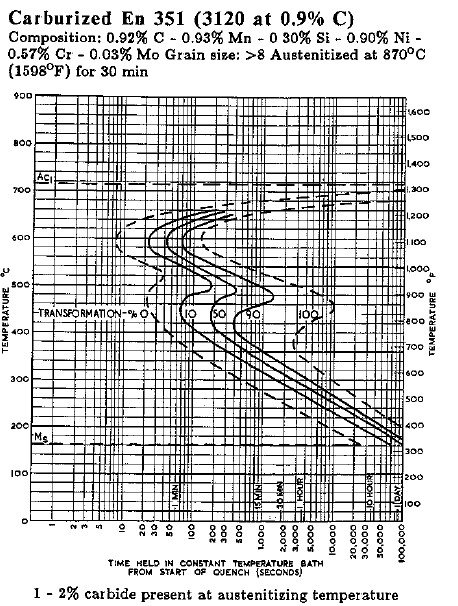 Carburized En 351 (3120 at 0.9% C)
Composition: 0.92% C - 0.93% Mn - 0 30% Si - 0.90% Ni -
0.57% Cr - 0.03% Mo Grain size: >8 Austenitized at 870°C
(1598°F) for 30 min
900
800
700
600
500
400
300
200
100
0
TEMPERATURE °C
Ac1
Ms
TRANSFORMATION-% 0 10 50 90 100
1,600
1,500
1,400
1,300
1,200
1,100
1,000
900
800
700
600
500
400
300
200
100
TEMPERATURE °F
1 MIN
15 MIN
30 MIN
1 HOUR
10 HOUR
1 DAY
1 2 3 5 10 20 30 50 100 200 300 500 1,000 2,000 3,000 5,000 10,000 20,000 30,000 50,000 100,000
TIME HELD IN CONSTANT TEMPERATURE BATH
FROM START OF QUENCH (SECONDS)
1 - 2% carbide present at austenitizing temperature